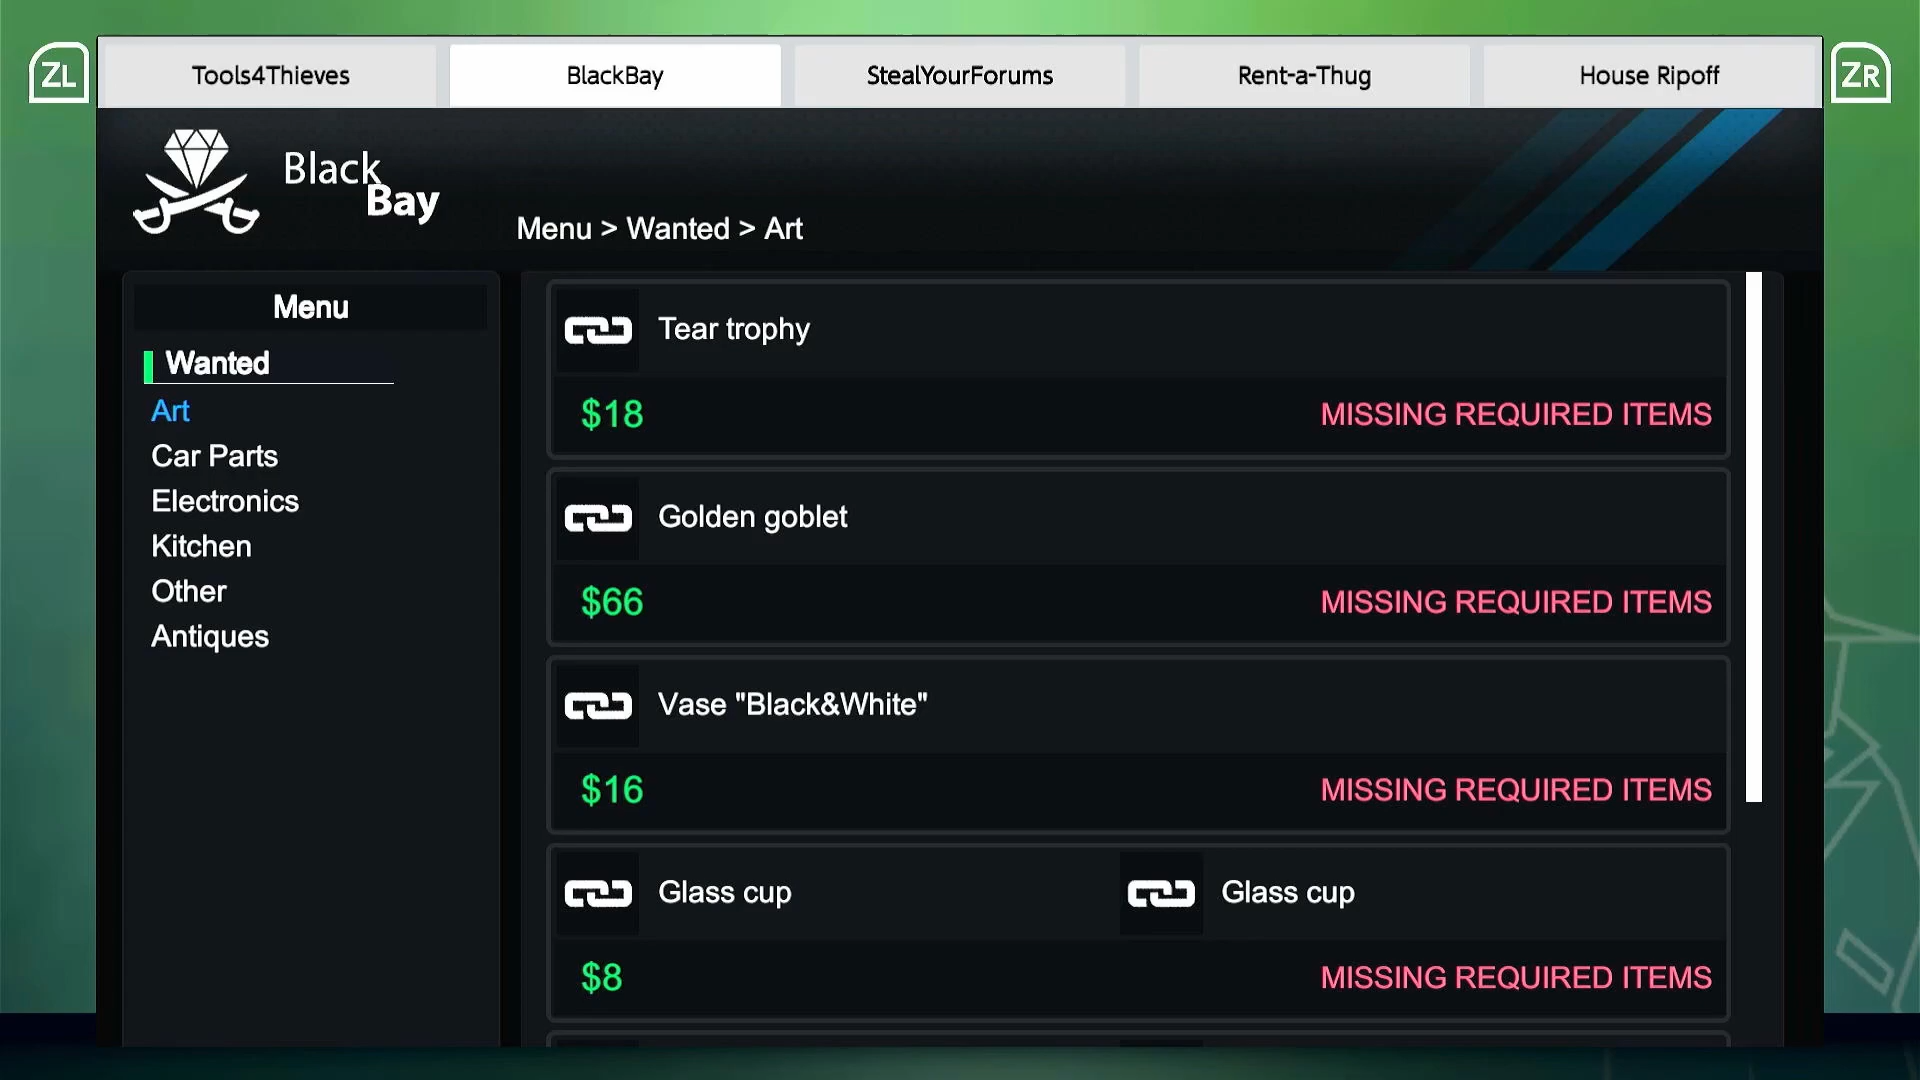 ZL
Tools4Thieves
BlackBay
StealYourForums
Rent-a-Thug
House Ripoff
ZR
Black
Bay
Menu > Wanted > Art
Menu
Wanted
Art
Car Parts
Electronics
Kitchen
Other
Antiques
Tear trophy
$18 MISSING REQUIRED ITEMS
Golden goblet
$66 MISSING REQUIRED ITEMS
Vase "Black&White"
$16 MISSING REQUIRED ITEMS
Glass cup Glass cup
$8 MISSING REQUIRED ITEMS